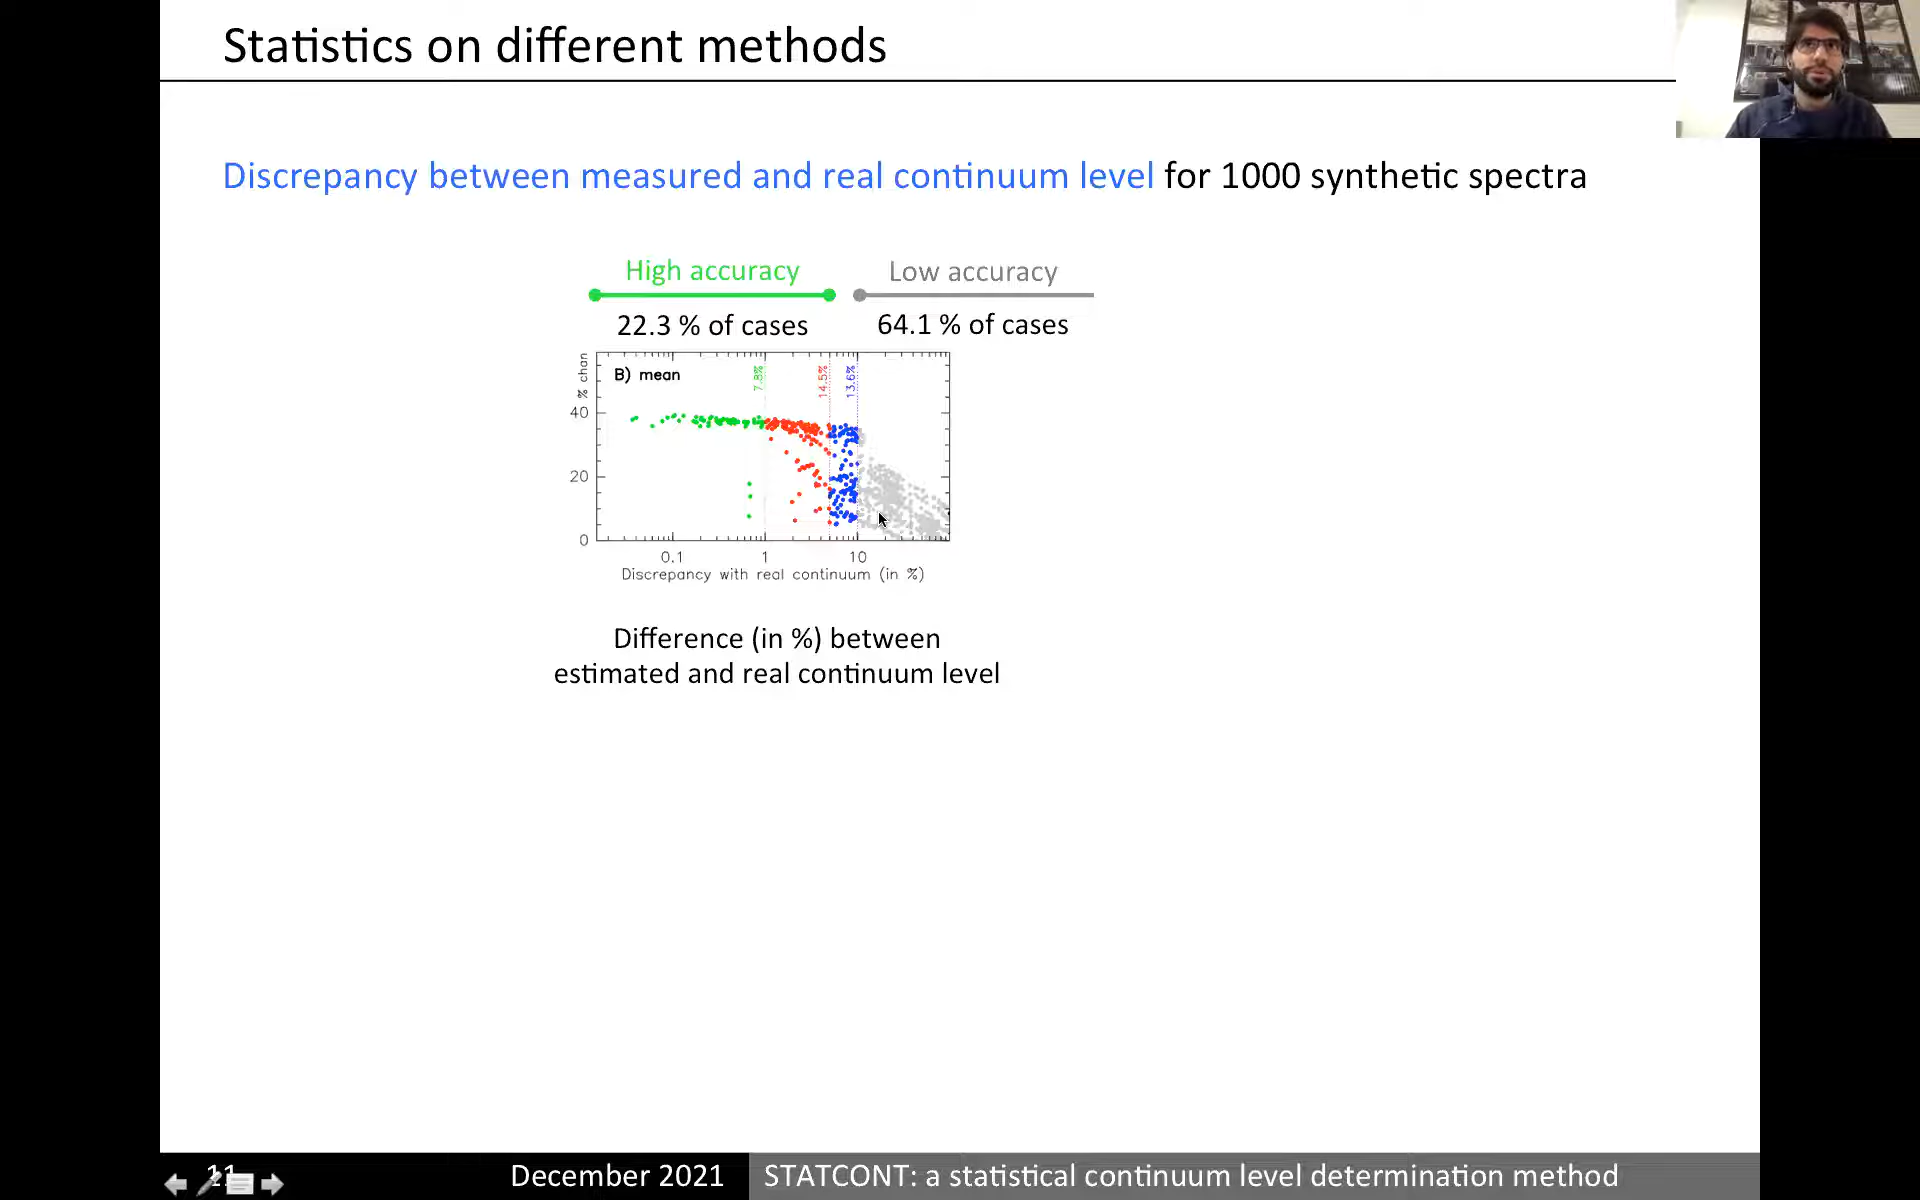 Statistics on different methods
Discrepancy between measured and real continuum level for 1000 synthetic spectra
High accuracy
Low accuracy
22.3 % of cases
64.1 % of cases
% chan
B) mean
7.8%
14.5%
13.6%
40
20
0
0.1
1
10
Discrepancy with real continuum (in %)
Difference (in %) between
estimated and real continuum level
11
December 2021
STATCONT: a statistical continuum level determination method